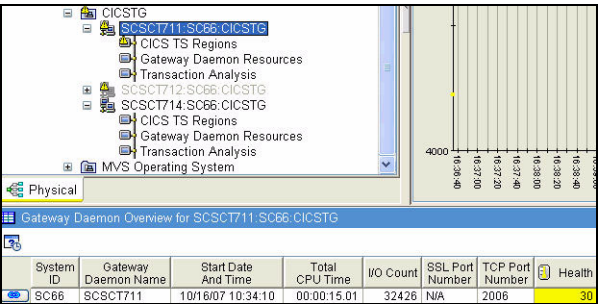 CICSTG
SCSCT711:SC66:CICSTG
CICS TS Regions
Gateway Daemon Resources
Transaction Analysis
SCSCT712:SC66:CICSTG
SCSCT714:SC66:CICSTG
CICS TS Regions
Gateway Daemon Resources
Transaction Analysis
MVS Operating System
Physical
4000
16:36:40
16:37:00
16:37:20
16:37:40
16:38:00
16:38:20
16:38:40
16:39:00
Gateway Daemon Overview for SCSCT711:SC66:CICSTG
System ID Gateway Daemon Name Start Date And Time Total CPU Time I/O Count SSL Port Number TCP Port Number Health
SC66 SCSCT711 10/16/07 10:34:10 00:00:15.01 32426 N/A 2006 30